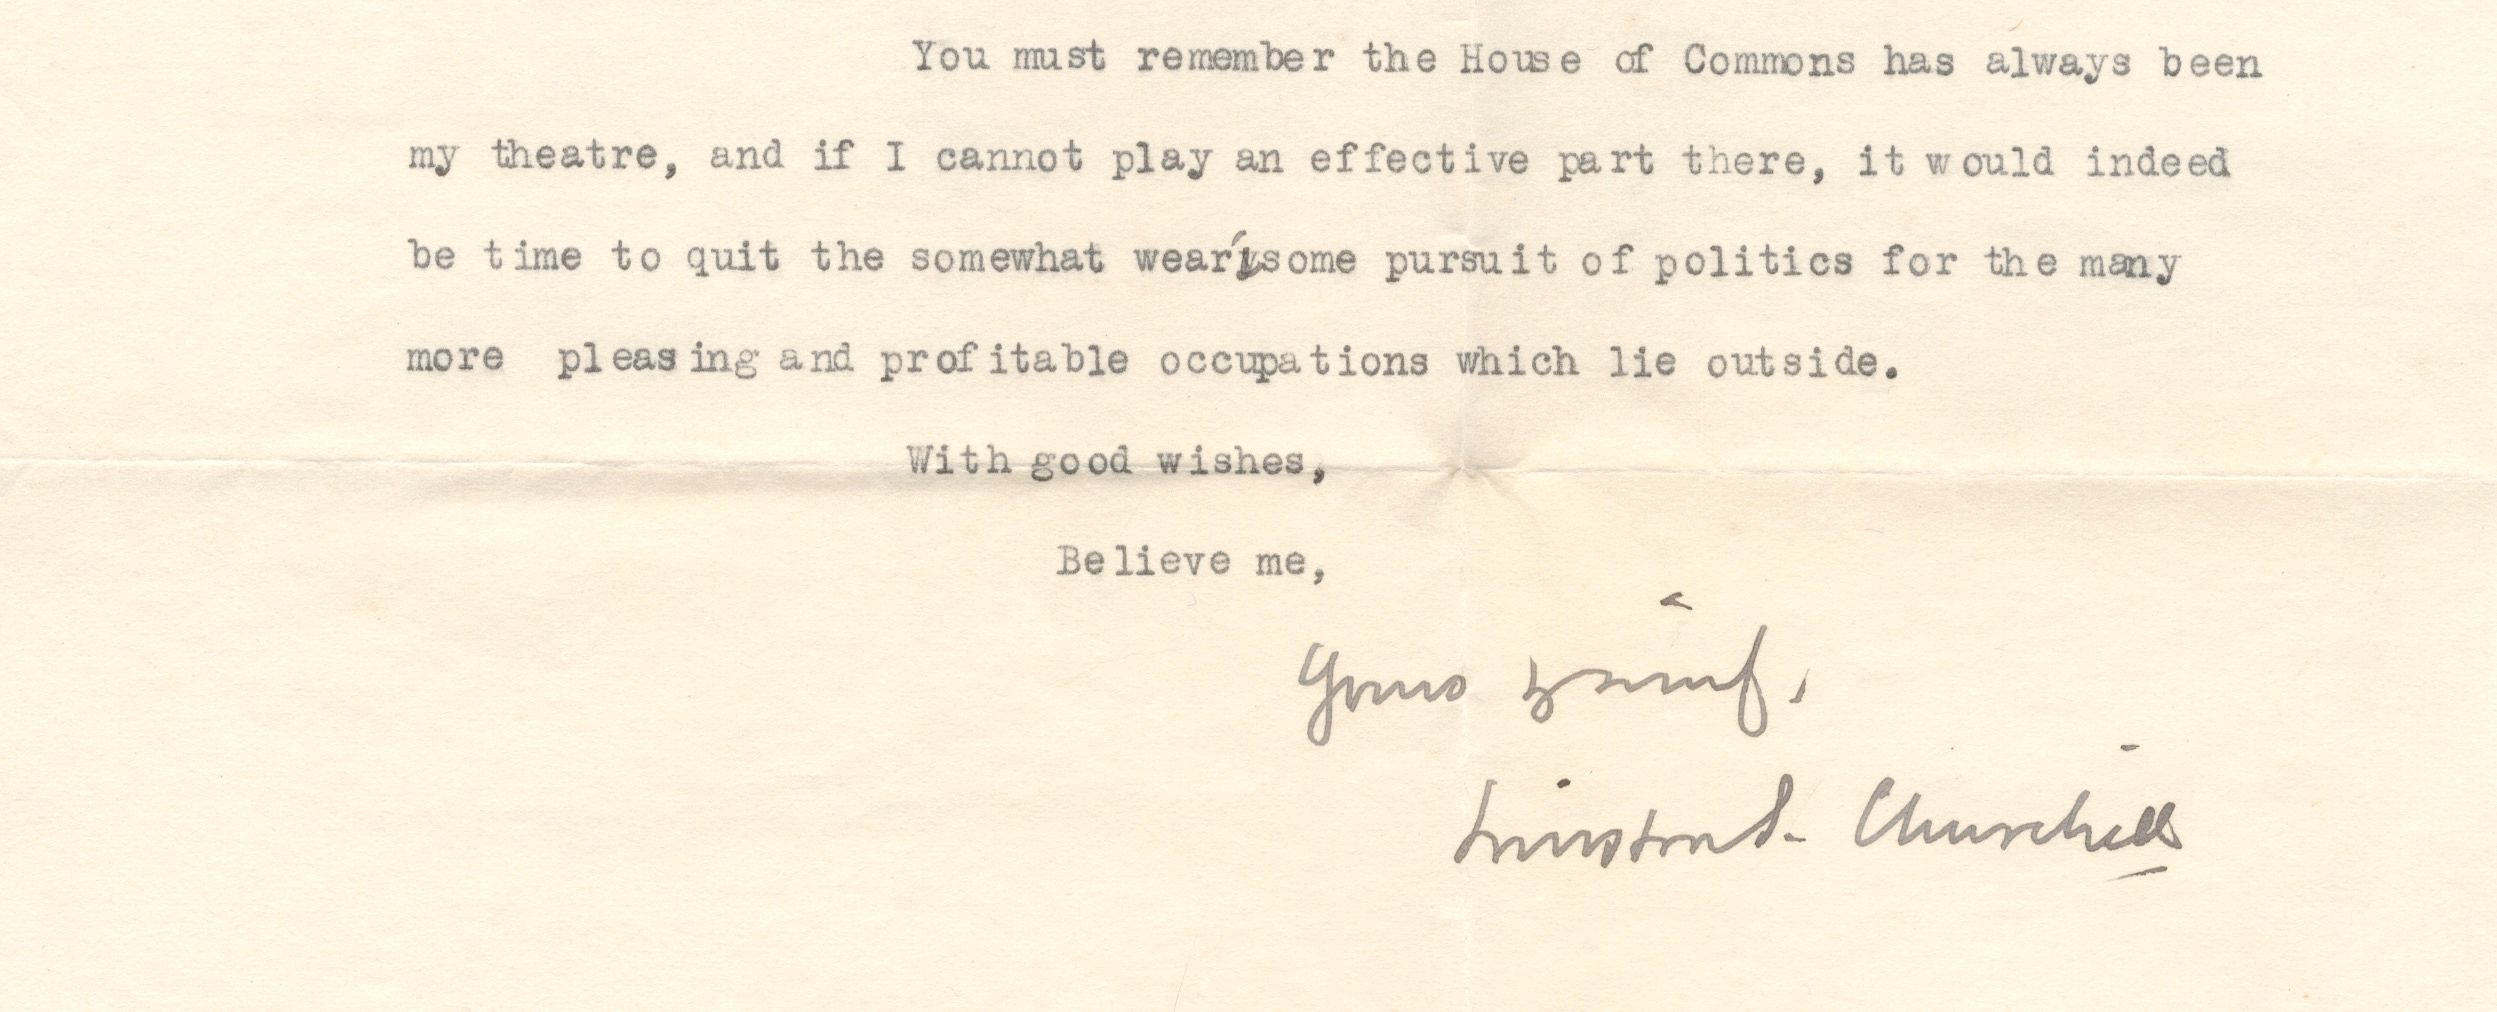 You must remember the House of Commons has always been
my theatre, and if I cannot play an effective part there, it would indeed
be time to quit the somewhat wearisome pursuit of politics for the many
more pleasing and profitable occupations which lie outside.
With good wishes,
Believe me,
Yours
Winston S. Churchill